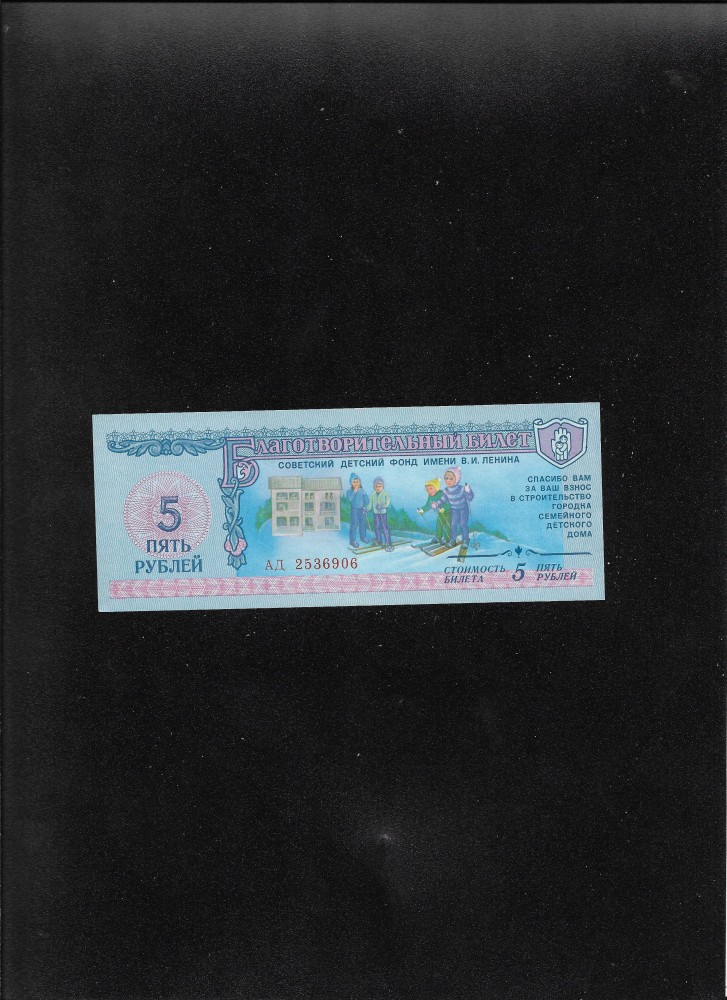 Благотворительный билет
СОВЕТСКИЙ ДЕТСКИЙ ФОНД ИМЕНИ В.И. ЛЕНИНА
5
ПЯТЬ
РУБЛЕЙ
АД 2536906
СПАСИБО ВАМ
ЗА ВАШ ВЗНОС
В СТРОИТЕЛЬСТВО
ГОРОДКА
СЕМЕЙНОГО
ДЕТСКОГО
ДОМА
СТОИМОСТЬ
БИЛЕТА
5
ПЯТЬ
РУБЛЕЙ